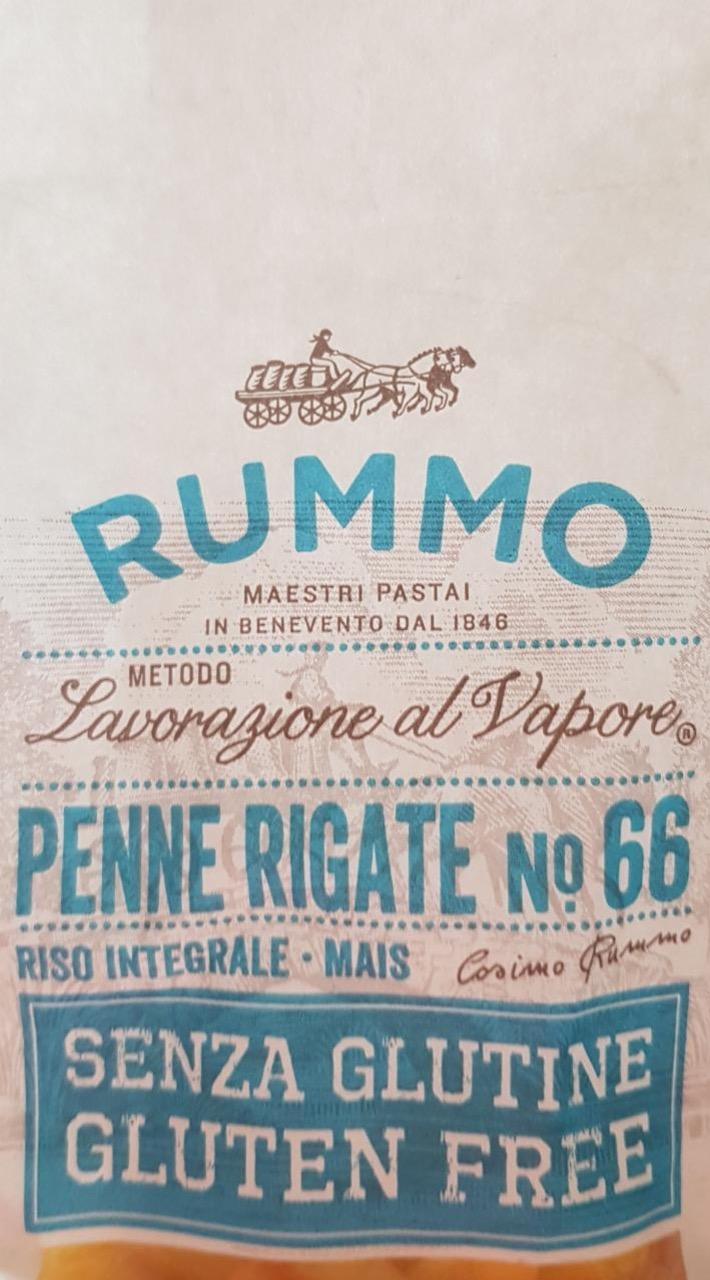 RUMMO
MAESTRI PASTAI
IN BENEVENTO DAL 1846
METODO
Lavorazione al Vapore®
PENNE RIGATE Nº 66
RISO INTEGRALE • MAIS Cosimo Rummo
SENZA GLUTINE
GLUTEN FREE